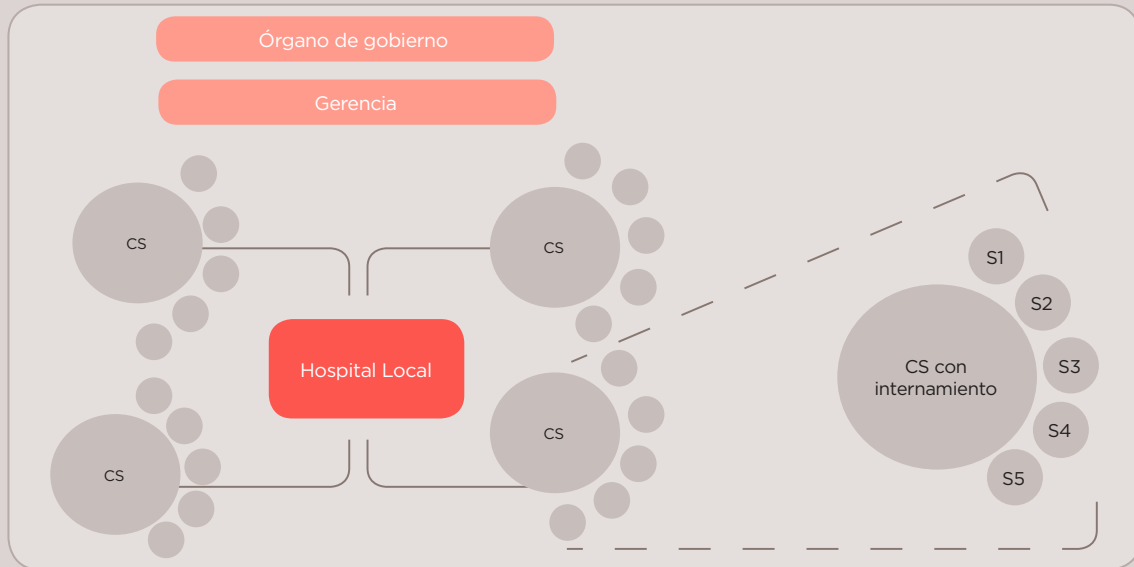 Órgano de gobierno
Gerencia
CS
CS
Hospital Local
CS
CS
S1
S2
CS con
internamiento
S3
S4
S5